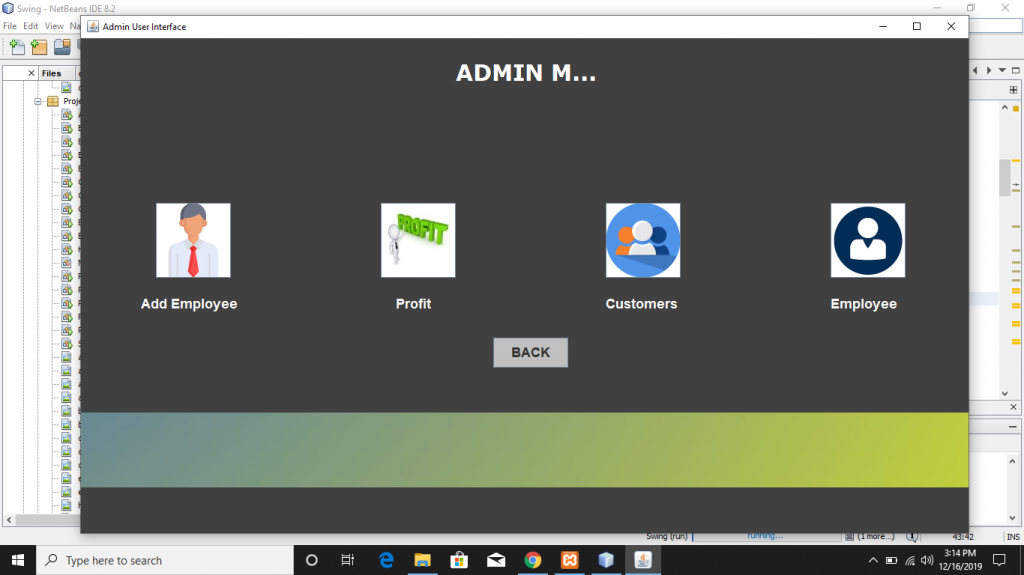 Swing - NetBeans IDE 8.2
File Edit View
Admin User Interface
Files
Proje
ADMIN M...
PROFIT
Add Employee
Profit
Customers
Employee
BACK
Swing (run)
running...
(1 more...)
1
43:42
INS
Type here to search
3:14 PM
12/16/2019